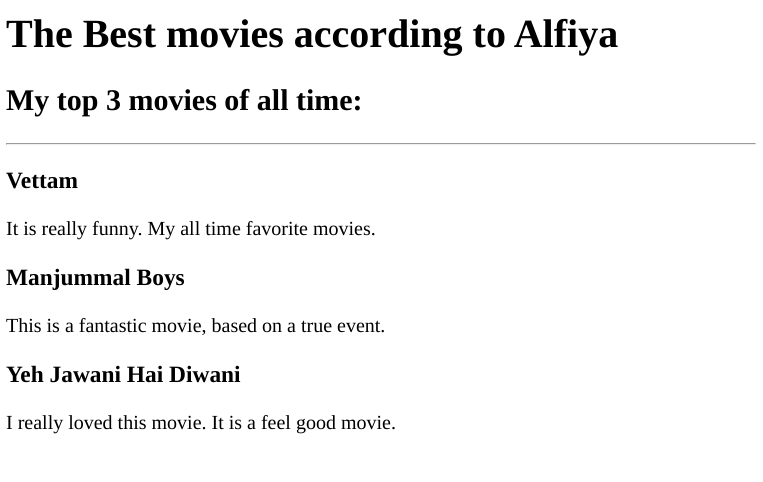 The Best movies according to Alfiya
My top 3 movies of all time:
Vettam
It is really funny. My all time favorite movies.
Manjummal Boys
This is a fantastic movie, based on a true event.
Yeh Jawani Hai Diwani
I really loved this movie. It is a feel good movie.